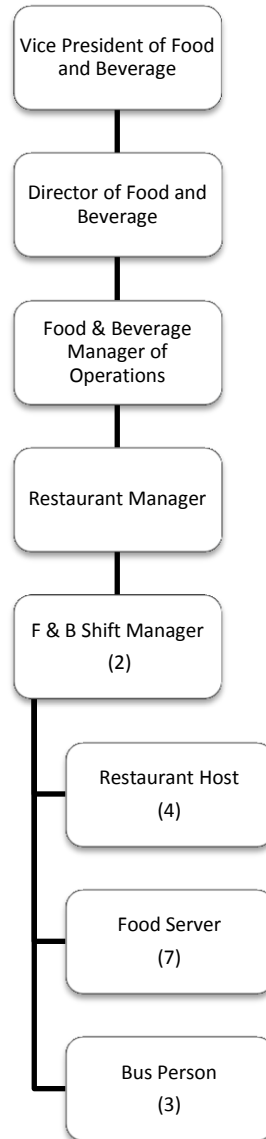 Vice President of Food
and Beverage
Director of Food and
Beverage
Food & Beverage
Manager of
Operations
Restaurant Manager
F & B Shift Manager
(2)
Restaurant Host
(4)
Food Server
(7)
Bus Person
(3)